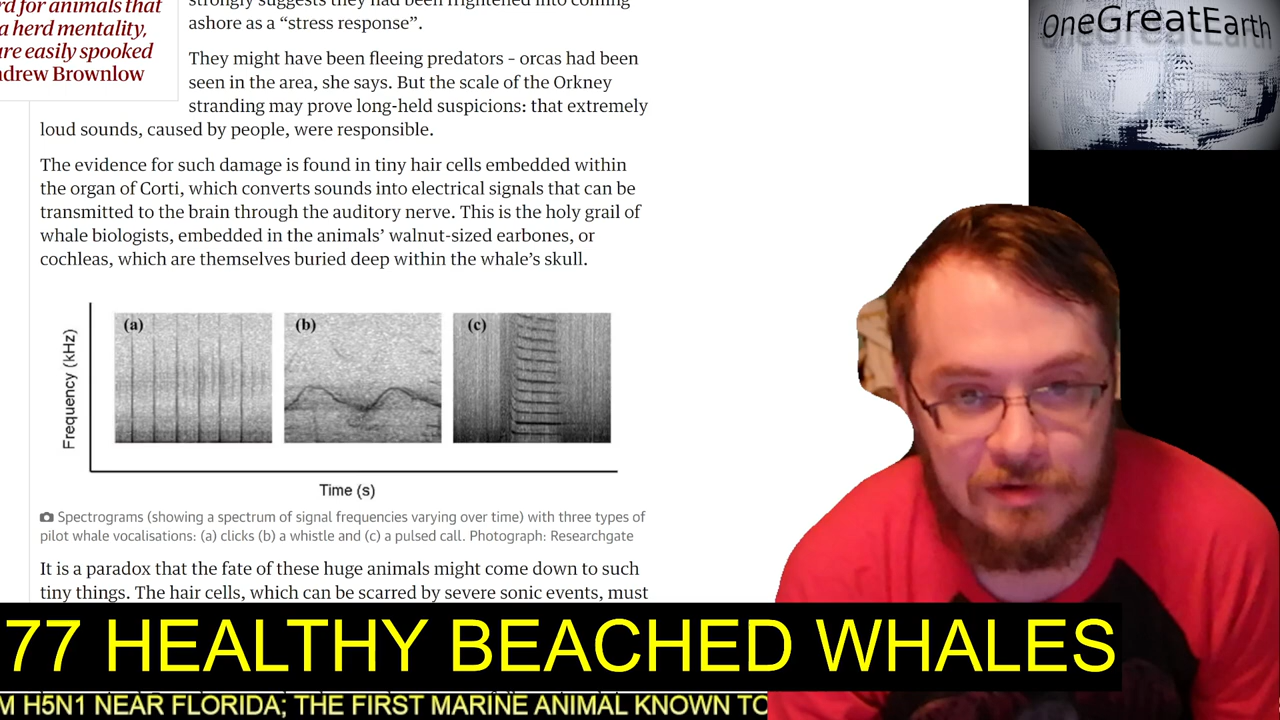 rd for animals that
a herd mentality,
are easily spooked
ndrew Brownlow
strongly suggests they had been frightened into coming
ashore as a “stress response”.
They might have been fleeing predators – orcas had been
seen in the area, she says. But the scale of the Orkney
stranding may prove long-held suspicions: that extremely
loud sounds, caused by people, were responsible.
The evidence for such damage is found in tiny hair cells embedded within
the organ of Corti, which converts sounds into electrical signals that can be
transmitted to the brain through the auditory nerve. This is the holy grail of
whale biologists, embedded in the animals’ walnut-sized earbones, or
cochleas, which are themselves buried deep within the whale’s skull.
Frequency (kHz)
(a)
(b)
(c)
Time (s)
Spectrograms (showing a spectrum of signal frequencies varying over time) with three types of
pilot whale vocalisations: (a) clicks (b) a whistle and (c) a pulsed call. Photograph: Researchgate
It is a paradox that the fate of these huge animals might come down to such
tiny things. The hair cells, which can be scarred by severe sonic events, must
OneGreatEarth
77 HEALTHY BEACHED WHALES
M H5N1 NEAR FLORIDA; THE FIRST MARINE ANIMAL KNOWN TO